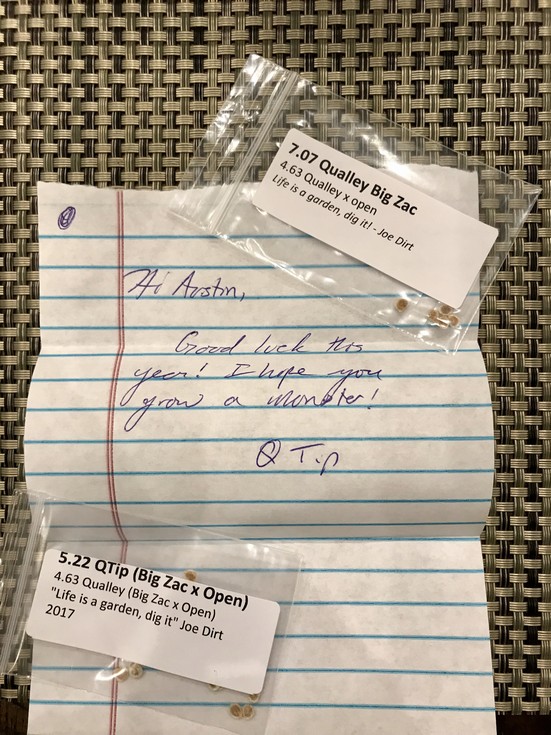 7.07 Qualley Big Zac
4.63 Qualley x open
Life is a garden, dig it! - Joe Dirt
Hi Austin,
Good luck this
year! I hope you
grow a monster!
Q Tip
5.22 QTip (Big Zac x Open)
4.63 Qualley (Big Zac x Open)
"Life is a garden, dig it" Joe Dirt
2017